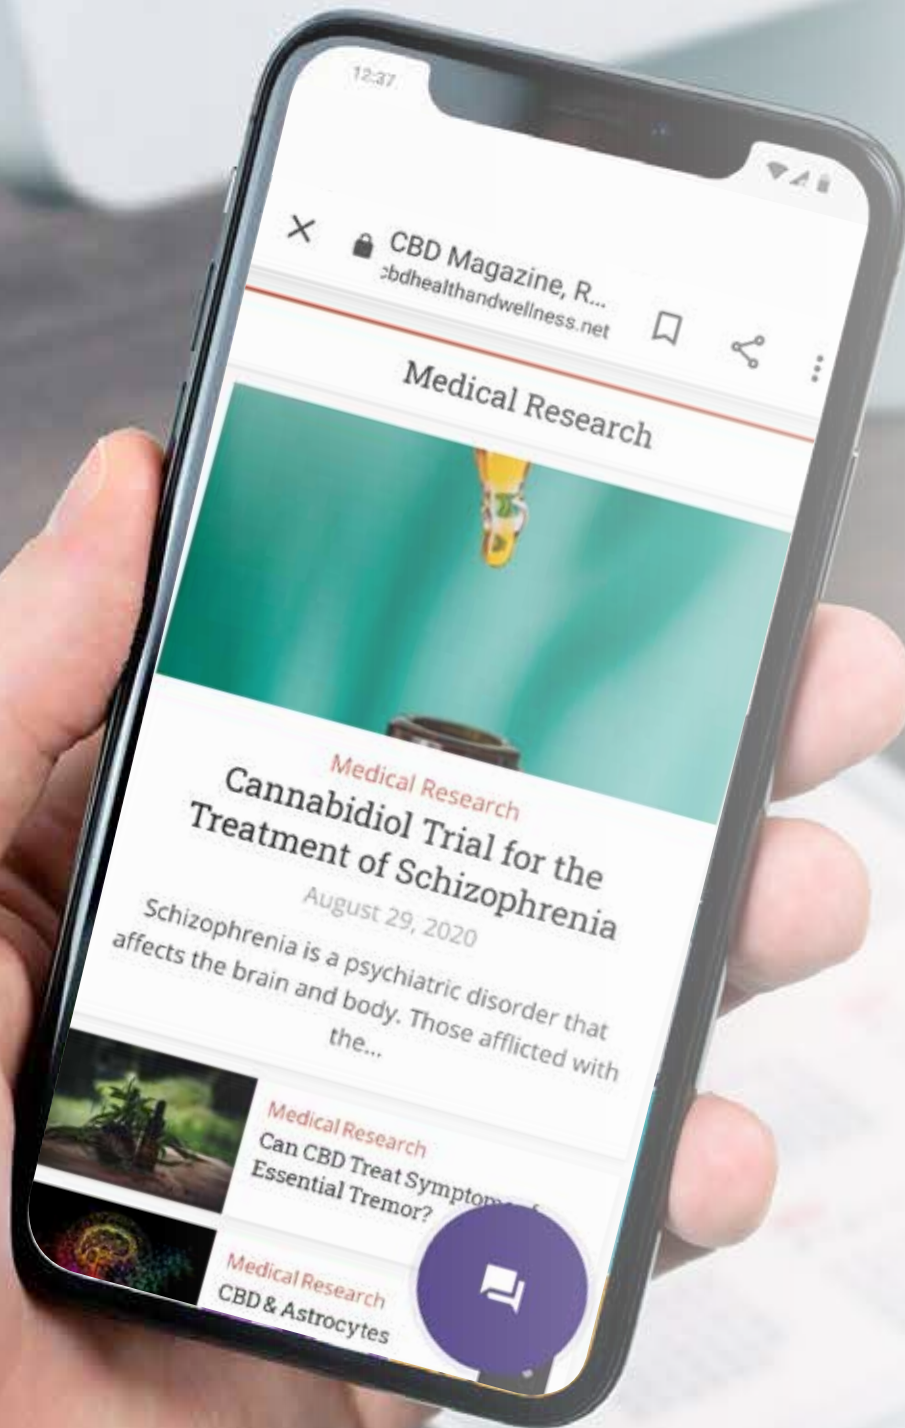 12:37
CBD Magazine, R...
cbdhealthandwellness.net
Medical Research
Medical Research
Cannabidiol Trial for the
Treatment of Schizophrenia
August 29, 2020
Schizophrenia is a psychiatric disorder that
affects the brain and body. Those afflicted with
the...
Medical Research
Can CBD Treat Symptoms of
Essential Tremor?
Medical Research
CBD & Astrocytes